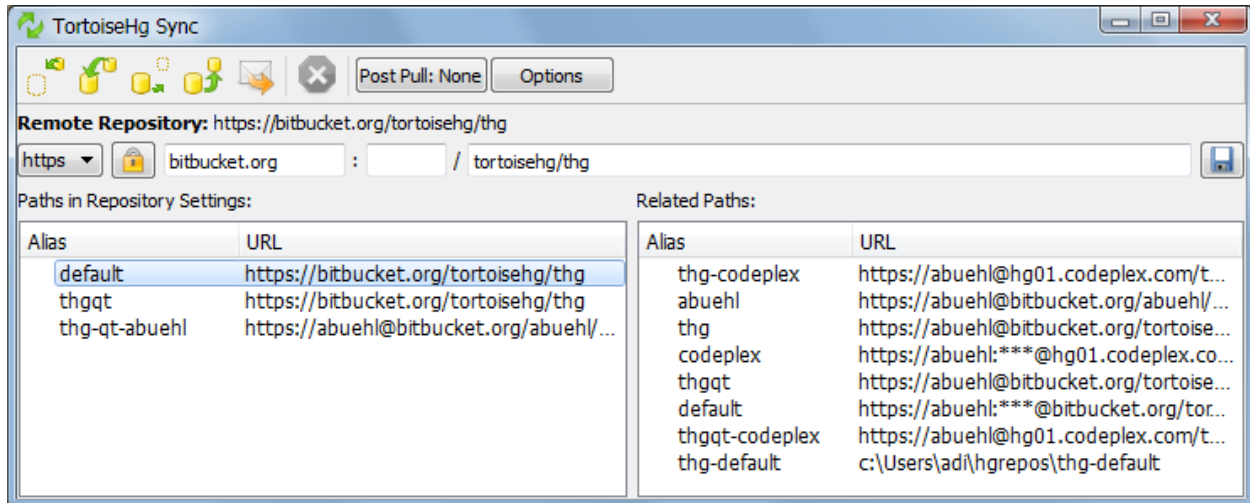 TortoiseHg Sync
Post Pull: None Options
Remote Repository: https://bitbucket.org/tortoisehg/thg
https bitbucket.org : / tortoisehg/thg
Paths in Repository Settings:
Alias URL
default https://bitbucket.org/tortoisehg/thg
thgqt https://bitbucket.org/tortoisehg/thg
thg-qt-abuehl https://abuehl@bitbucket.org/abuehl/...
Related Paths:
Alias URL
thg-codeplex https://abuehl@hg01.codeplex.com/t...
abuehl https://abuehl@bitbucket.org/abuehl/...
thg https://abuehl@bitbucket.org/tortoise...
codeplex https://abuehl:***@hg01.codeplex.co...
thgqt https://abuehl@bitbucket.org/tortoise...
default https://abuehl:***@bitbucket.org/tor...
thgqt-codeplex https://abuehl@hg01.codeplex.com/t...
thg-default c:\Users\adi\hgrepos\thg-default